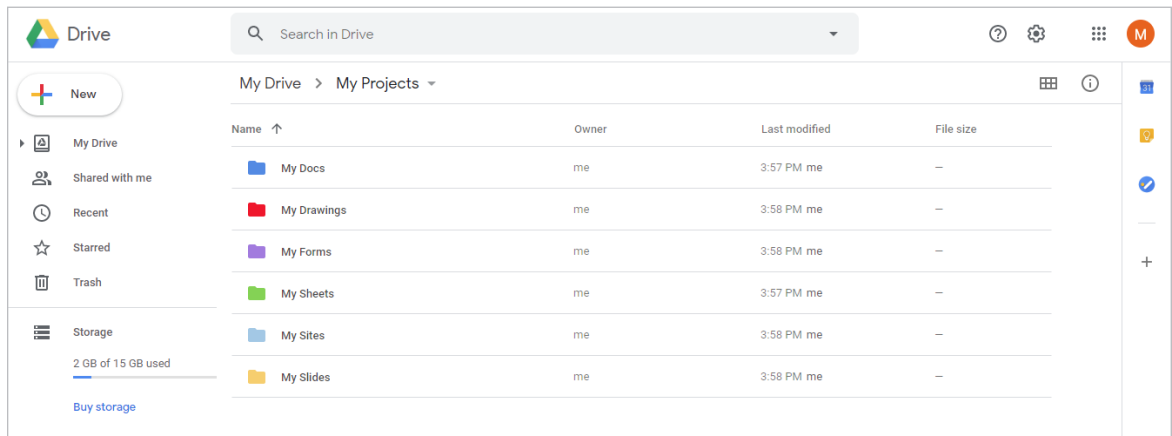 Drive
Search in Drive
M
New
My Drive > My Projects
31
Name Owner Last modified File size
My Drive
Shared with me
Recent
Starred
Trash
My Docs me 3:57 PM me –
My Drawings me 3:58 PM me –
My Forms me 3:58 PM me –
My Sheets me 3:57 PM me –
My Sites me 3:58 PM me –
My Slides me 3:58 PM me –
Storage
2 GB of 15 GB used
Buy storage